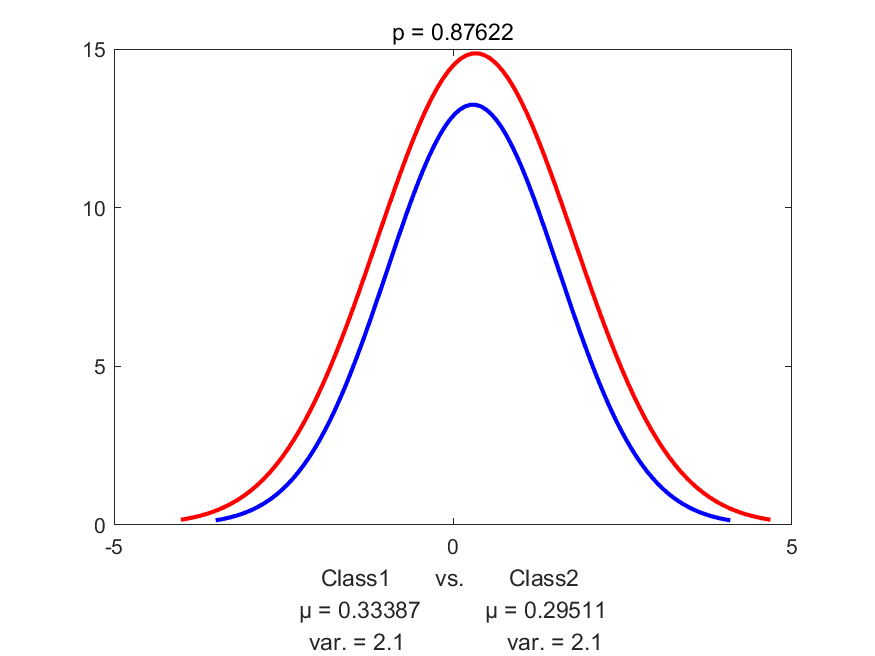 p = 0.87622
15
10
5
0
-5 0 5
Class1 vs. Class2
μ = 0.33387 μ = 0.29511
var. = 2.1 var. = 2.1